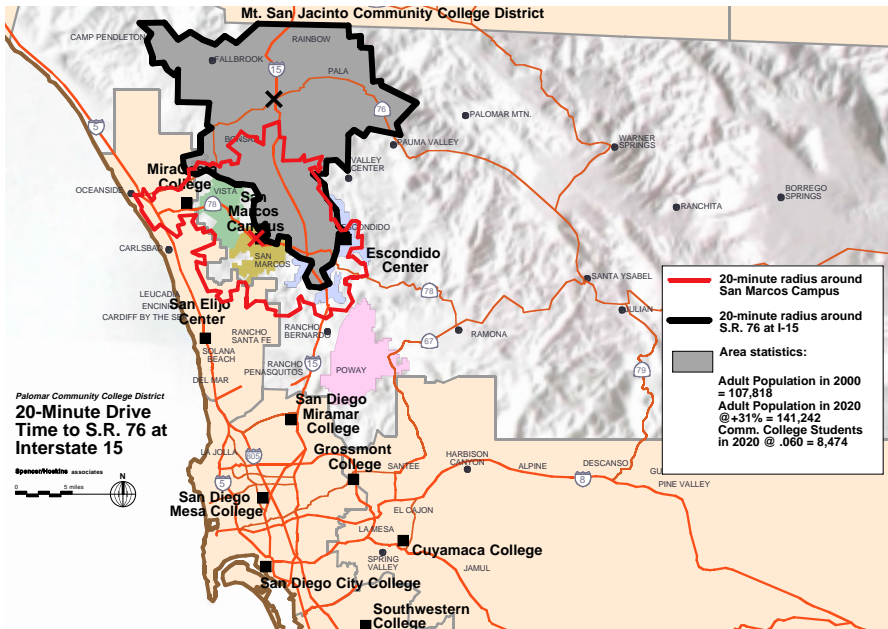 Mt. San Jacinto Community College District
CAMP PENDLETON
RAINBOW
FALLBROOK
15
PALA
76
PALOMAR MTN.
5
BONSALL
PAUMA VALLEY
WARNER
SPRINGS
VALLEY
CENTER
MiraCosta
College
OCEANSIDE
VISTA
78
San
Marcos
Campus
RANCHITA
BORREGO
SPRINGS
ESCONDIDO
Escondido
Center
CARLSBAD
SAN
MARCOS
SANTA YSABEL
78
LEUCADIA
ENCINI
CARDIFF BY THE SE
San Elijo
Center
RANCHO
SANTA FE
RANCHO
BERNARDO
67
RAMONA
JULIAN
79
SOLANA
BEACH
RANCHO
PENASQUITOS
15
POWAY
DEL MAR
20-minute radius around
San Marcos Campus
20-minute radius around
S.R. 76 at I-15
Area statistics:
Adult Population in 2000
= 107,818
Adult Population in 2020
@+31% = 141,242
Comm. College Students
in 2020 @ .060 = 8,474
Palomar Community College District
20-Minute Drive
Time to S.R. 76 at
Interstate 15
Spencer/Hoskins associates
0 5 miles
N
San Diego
Miramar
College
LA JOLLA
805
Grossmont
College
SANTEE
HARBISON
CANYON
ALPINE
DESCANSO
GU
8
PINE VALLEY
5
San Diego
Mesa College
EL CAJON
LA MESA
Cuyamaca College
SPRING
VALLEY
JAMUL
San Diego City College
Southwestern
College